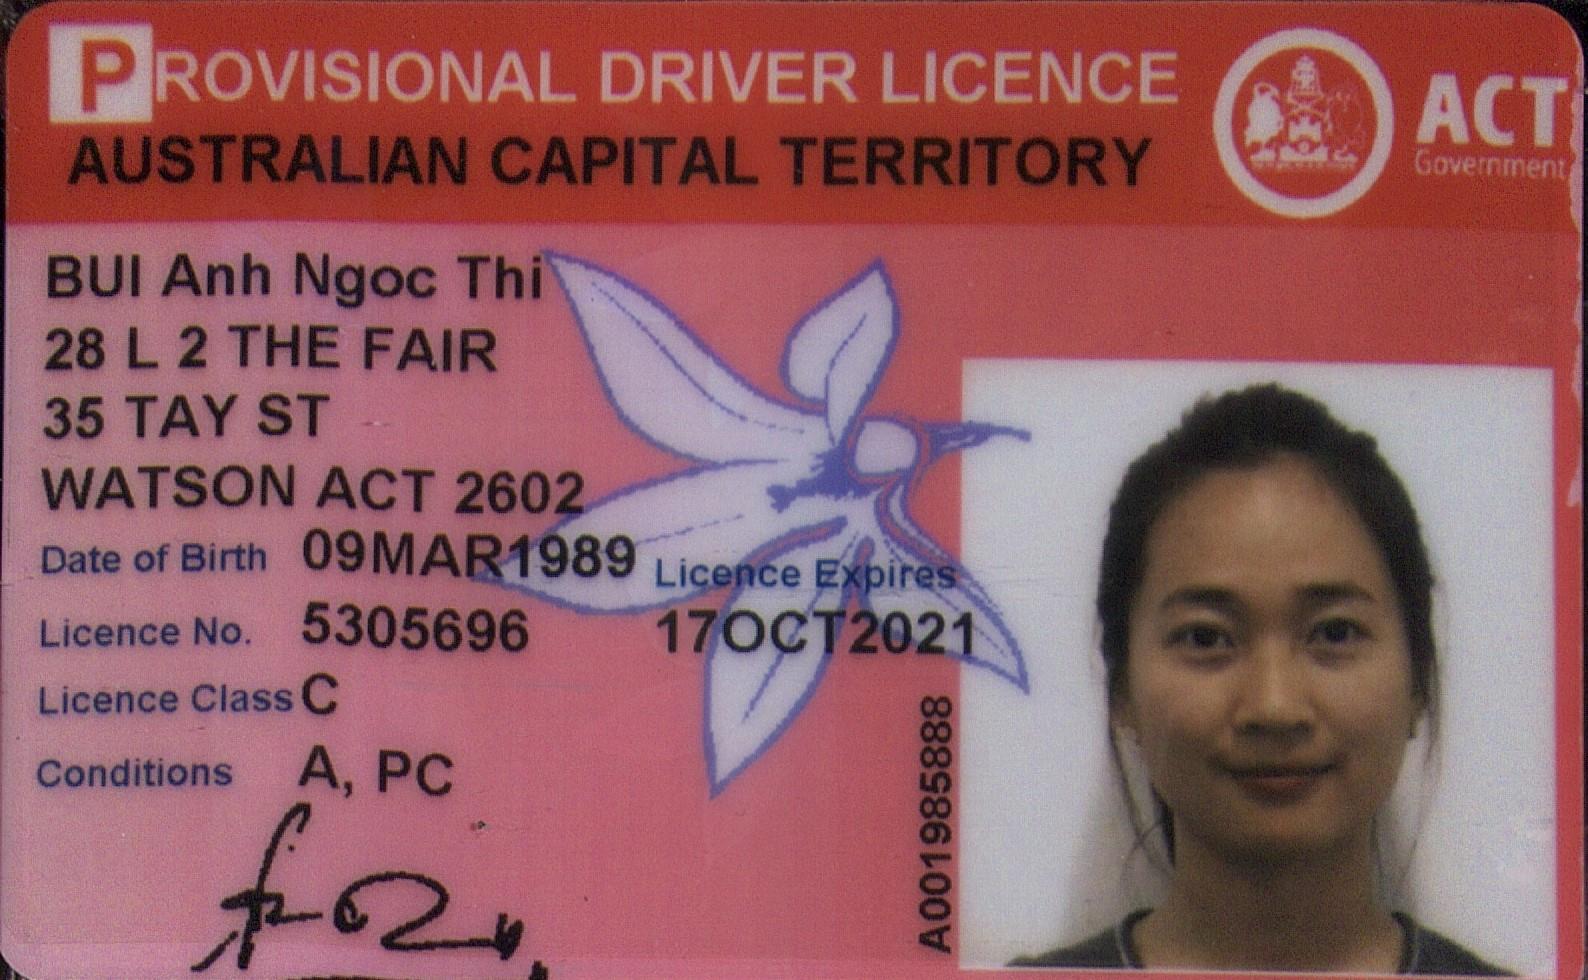 PROVISIONAL DRIVER LICENCE
AUSTRALIAN CAPITAL TERRITORY
ACT
Government
BUI Anh Ngoc Thi
28 L 2 THE FAIR
35 TAY ST
WATSON ACT 2602
Date of Birth 09MAR1989
Licence Expires
Licence No. 5305696
17OCT2021
Licence Class C
Conditions A, PC
A001985888